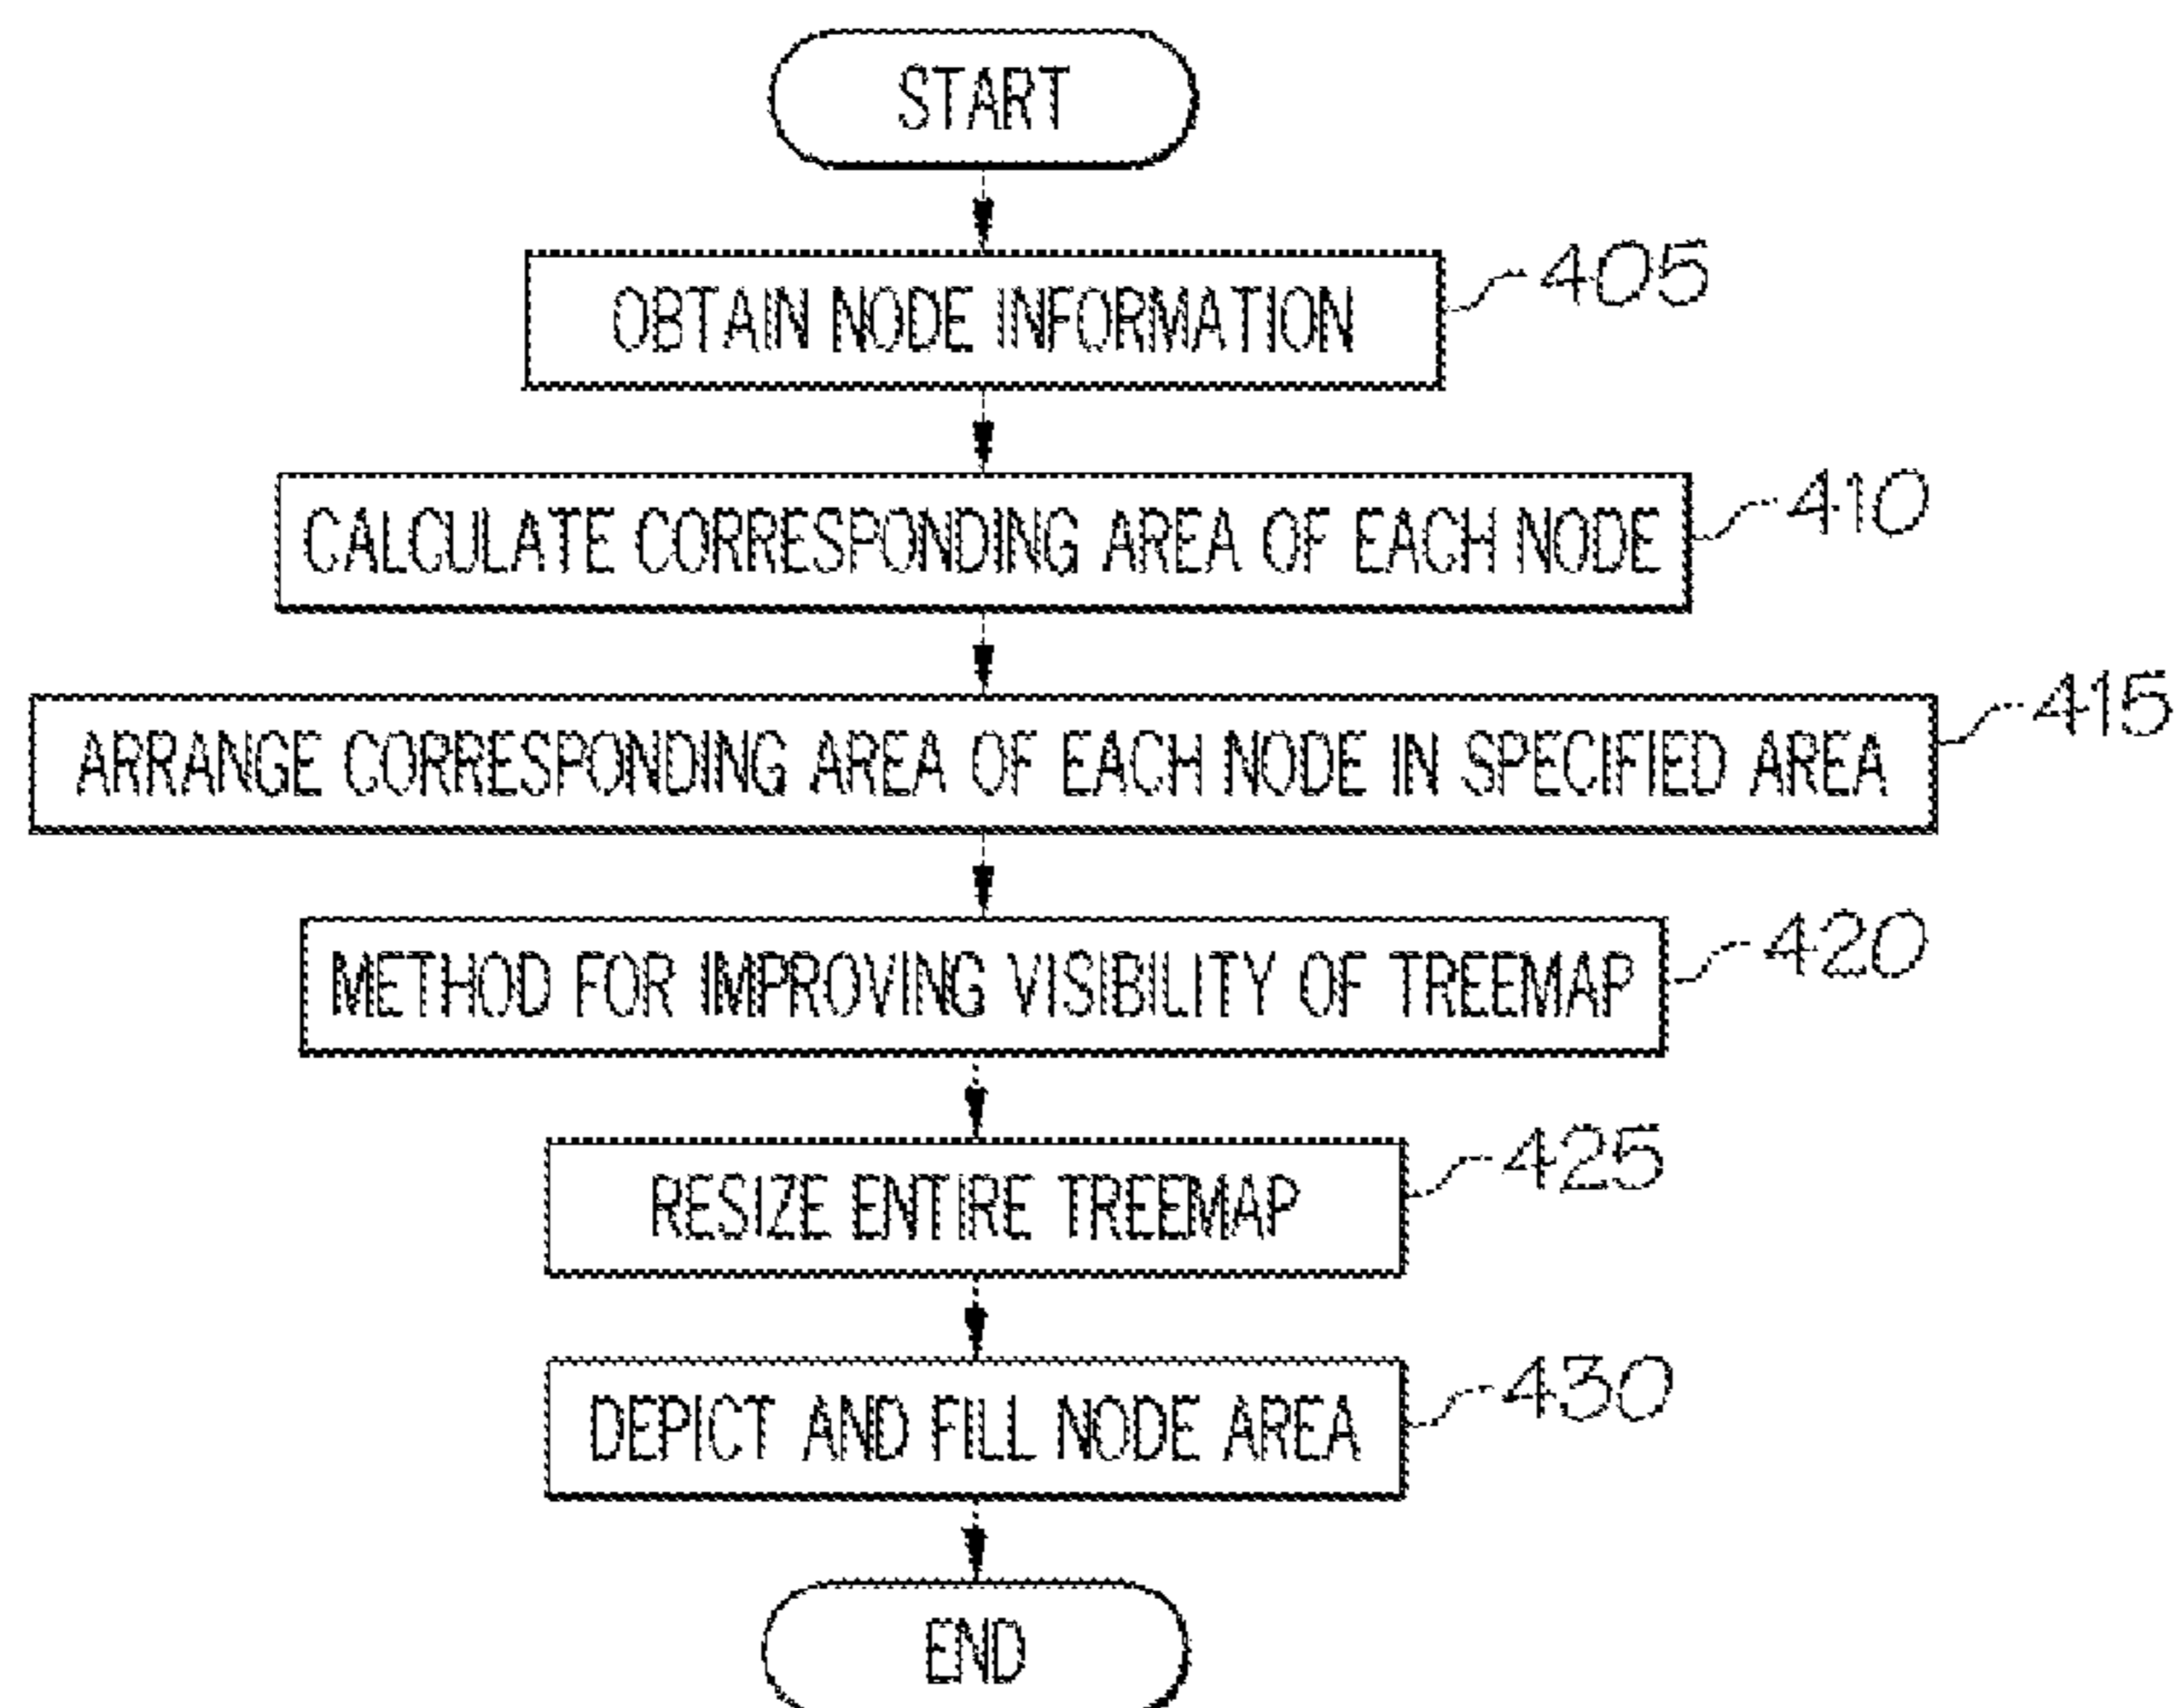 START
OBTAIN NODE INFORMATION
405
CALCULATE CORRESPONDING AREA OF EACH NODE
410
ARRANGE CORRESPONDING AREA OF EACH NODE IN SPECIFIED AREA
415
METHOD FOR IMPROVING VISIBILITY OF TREEMAP
420
RESIZE ENTIRE TREEMAP
425
DEPICT AND FILL NODE AREA
430
END